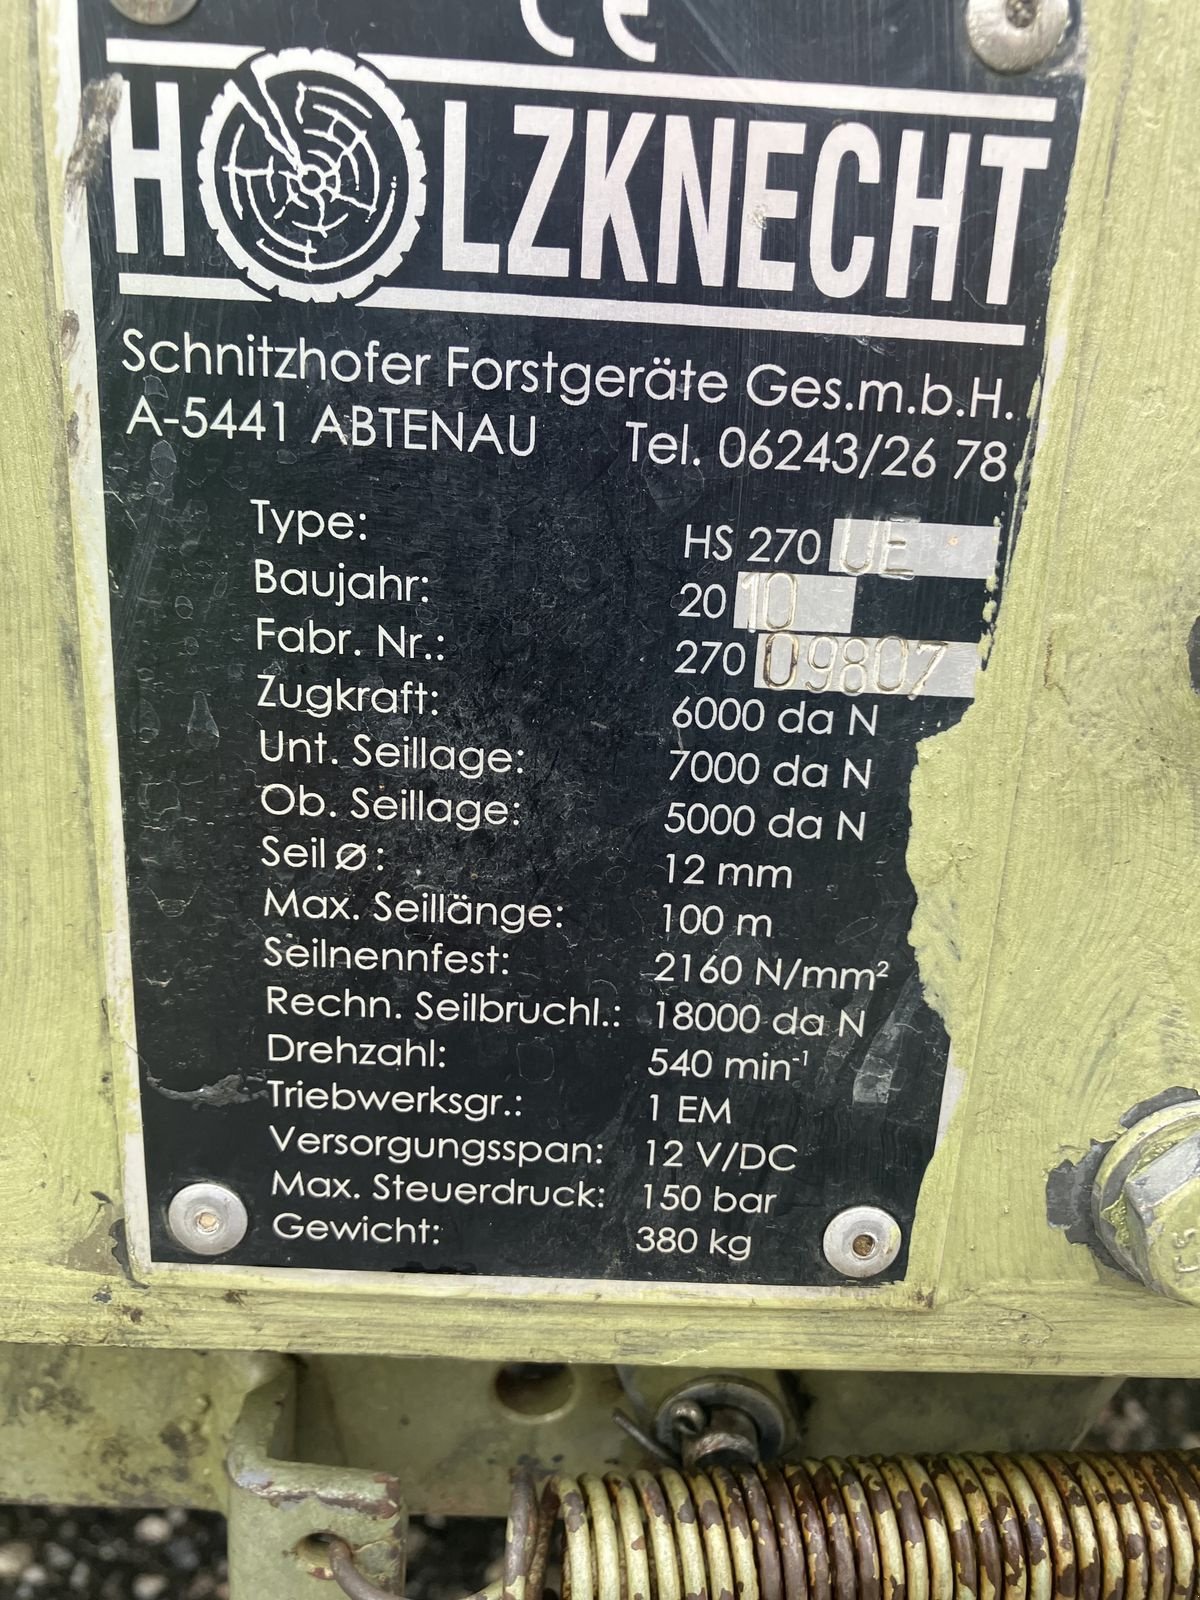 CE
HOLZKNECHT
Schnitzhofer Forstgeräte Ges.m.b.H.
A-5441 ABTENAU Tel. 06243/26 78
Type: HS 270 UE
Baujahr: 20 10
Fabr. Nr.: 270 09807
Zugkraft: 6000 da N
Unt. Seillage: 7000 da N
Ob. Seillage: 5000 da N
Seil ⌀: 12 mm
Max. Seillänge: 100 m
Seilnennfest: 2160 N/mm²
Rechn. Seilbruchl.: 18000 da N
Drehzahl: 540 min⁻¹
Triebwerksgr.: 1 EM
Versorgungsspan: 12 V/DC
Max. Steuerdruck: 150 bar
Gewicht: 380 kg